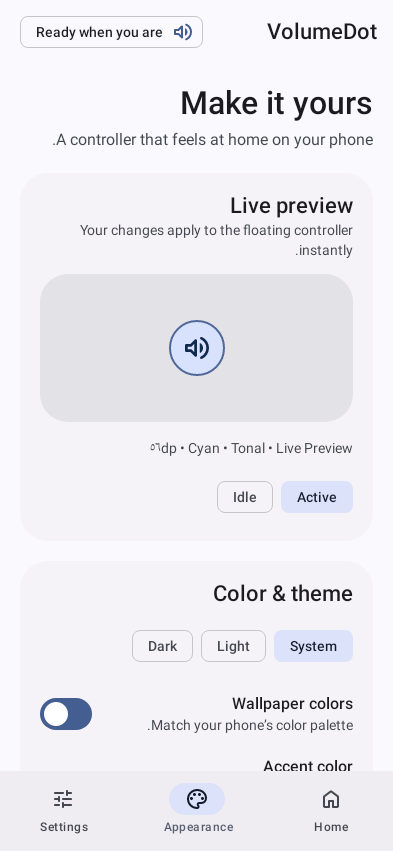 VolumeDot
Ready when you are
Make it yours
.A controller that feels at home on your phone
Live preview
Your changes apply to the floating controller
.instantly
٥٦dp • Cyan • Tonal • Live Preview
Active
Idle
Color & theme
System
Light
Dark
Wallpaper colors
.Match your phone’s color palette
Accent color
Home
Appearance
Settings